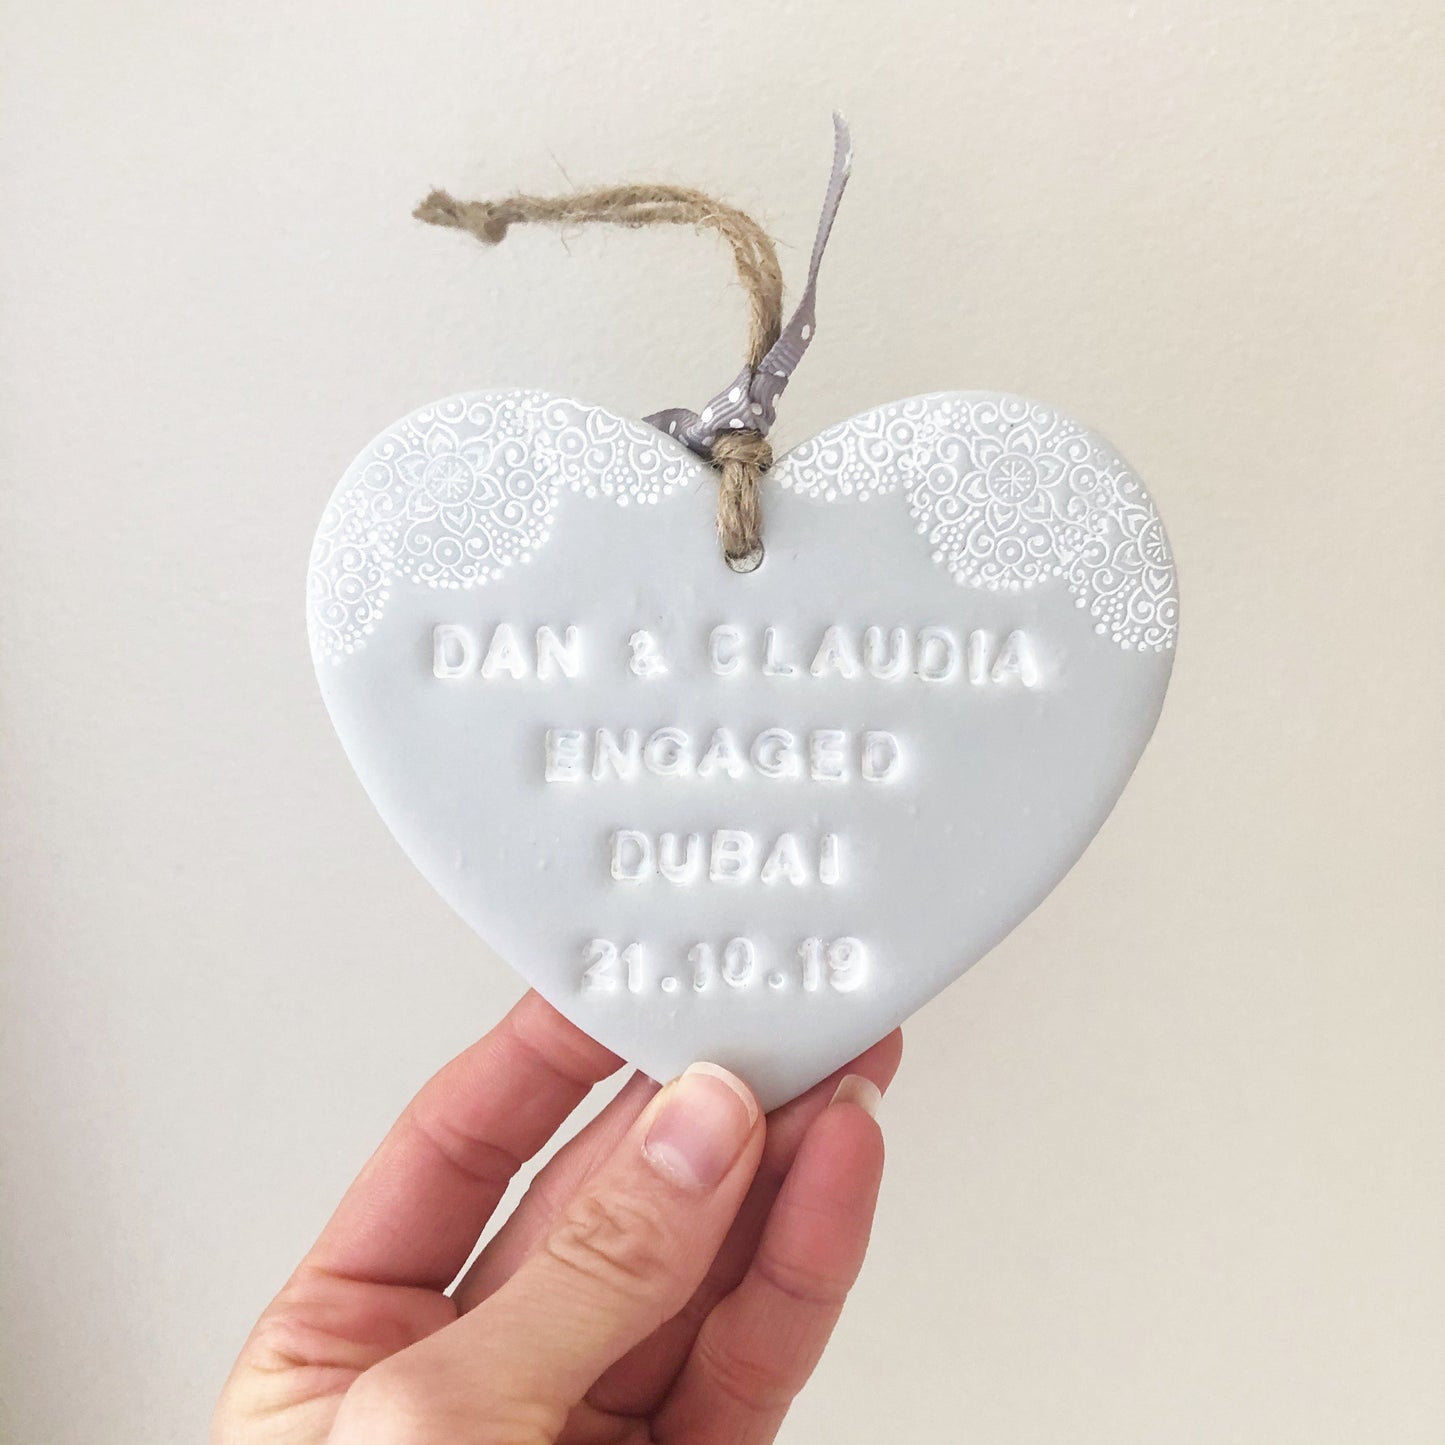 DAN & CLAUDIA
ENGAGED
DUBAI
21.10.19